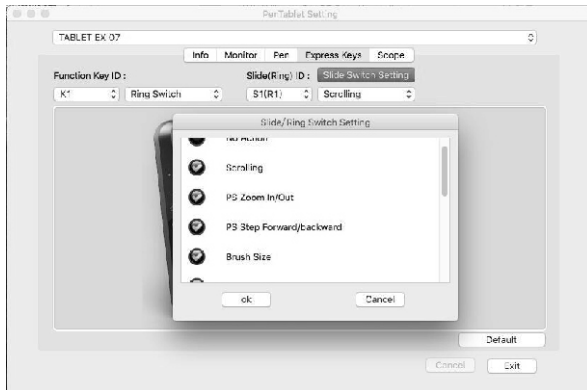 PenTablet Setting
TABLET EX 07
Info Monitor Pen Express Keys Scope
Function Key ID : Slide(Ring) ID : Slide Switch Setting
K1 Ring Switch S1(R1) Scrolling
Slide/Ring Switch Setting
No Action
Scrolling
PS Zoom In/Out
PS Step Forward/backward
Brush Size
ok Cancel
Default
Cancel Exit